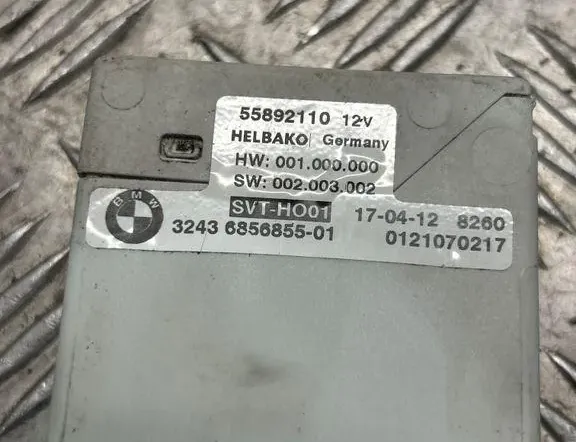 55892110 12V
HELBAKO Germany
HW: 001.000.000
SW: 002.003.002
BMW
SVT-HO01 17-04-12 8260
3243 6856855-01 0121070217